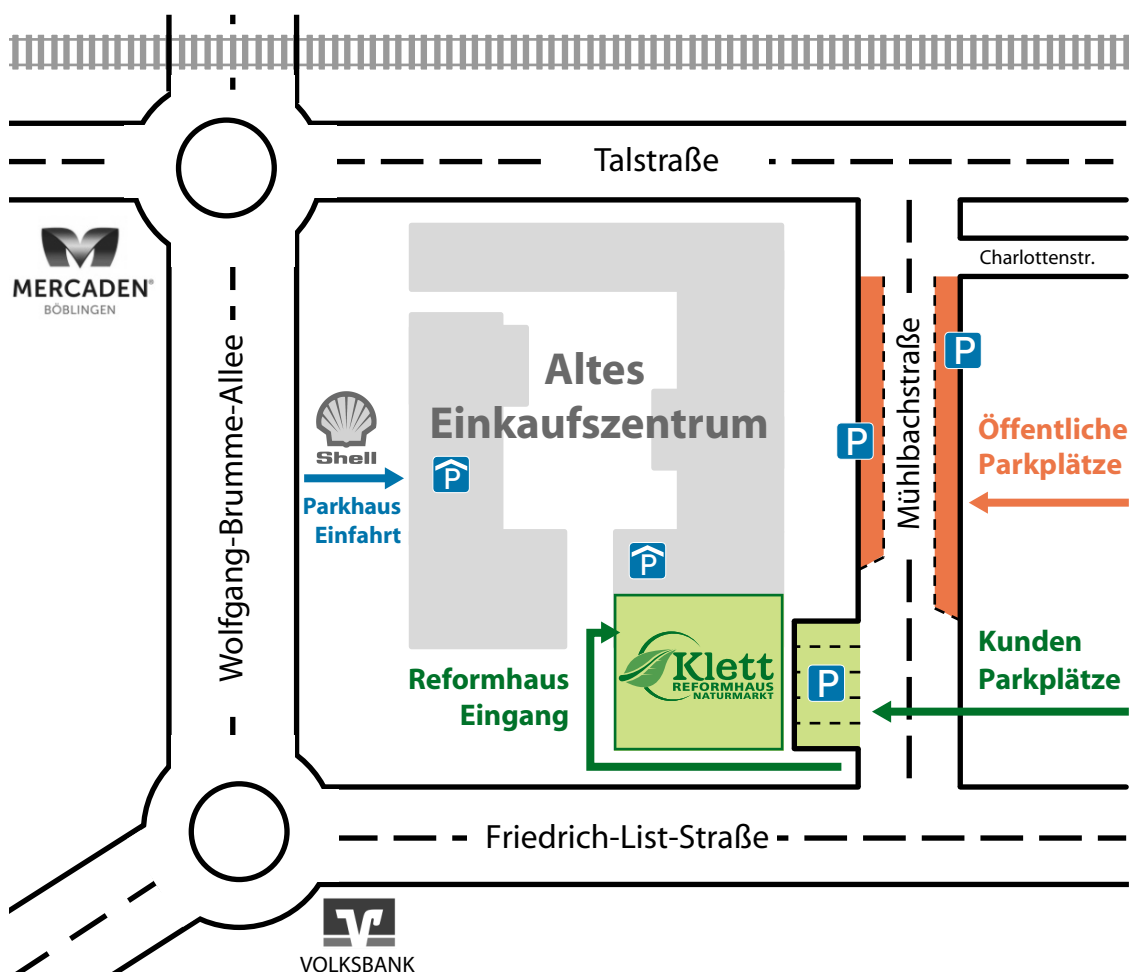 Talstraße
MERCADEN®
BÖBLINGEN
Charlottenstr.
Wolfgang-Brumme-Allee
Altes
Einkaufszentrum
Mühlbachstraße
P
P
Shell
P
Parkhaus
Einfahrt
Öffentliche
Parkplätze
P
Klett
REFORMHAUS
NATURMARKT
P
Reformhaus
Eingang
Kunden
Parkplätze
Friedrich-List-Straße
VOLKSBANK